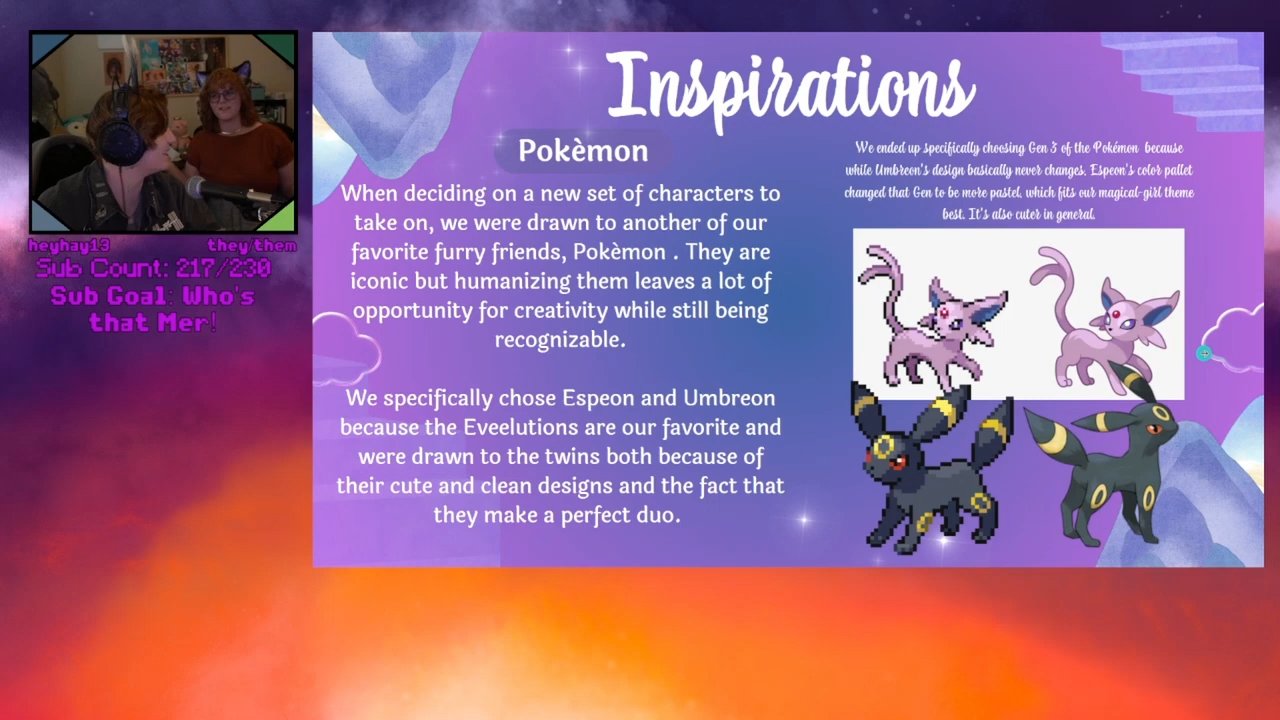 Inspirations
Pokèmon
When deciding on a new set of characters to
take on, we were drawn to another of our
favorite furry friends, Pokèmon . They are
iconic but humanizing them leaves a lot of
opportunity for creativity while still being
recognizable.
We specifically chose Espeon and Umbreon
because the Eveelutions are our favorite and
were drawn to the twins both because of
their cute and clean designs and the fact that
they make a perfect duo.
We ended up specifically choosing Gen 3 of the Pokémon because
while Umbreon's design basically never changes, Espeon's color pallet
changed that Gen to be more pastel, which fits our magical-girl theme
best. It's also cuter in general.
heyhay13 they/them
Sub Count: 217/230
Sub Goal: Who's
that Mer!